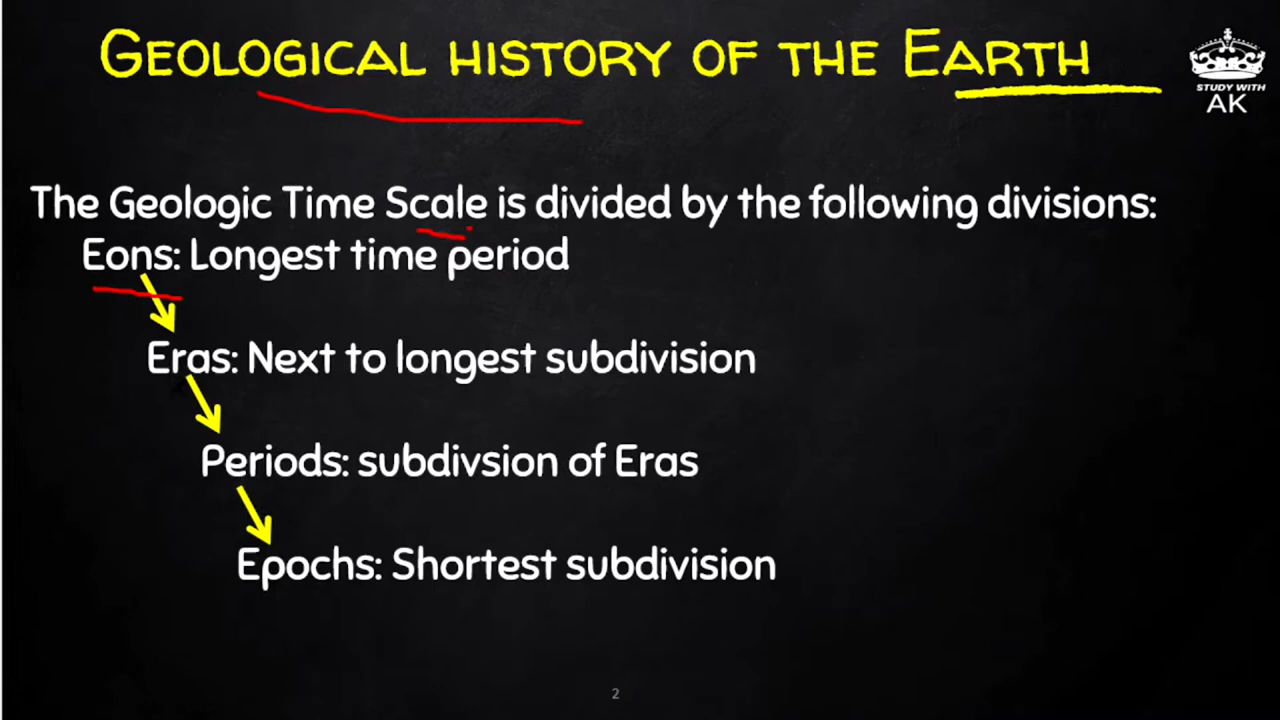 GEOLOGICAL HISTORY OF THE EARTH
STUDY WITH
AK
The Geologic Time Scale is divided by the following divisions:
Eons: Longest time period
Eras: Next to longest subdivision
Periods: subdivsion of Eras
Epochs: Shortest subdivision
2